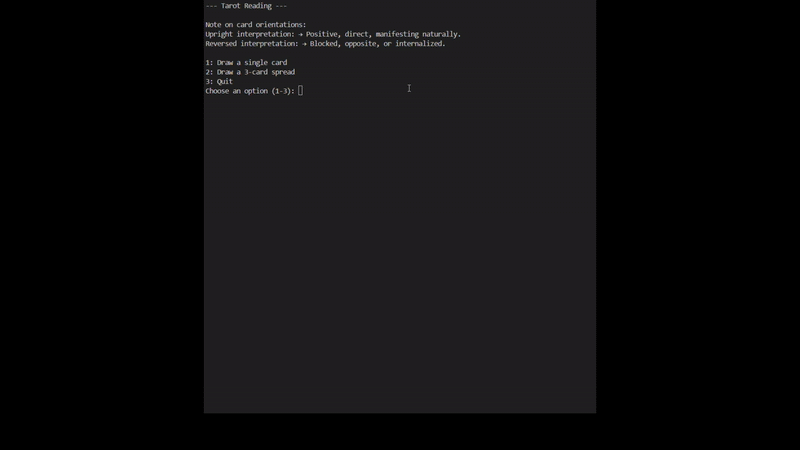 --- Tarot Reading ---
Note on card orientations:
Upright interpretation: → Positive, direct, manifesting naturally.
Reversed interpretation: → Blocked, opposite, or internalized.
1: Draw a single card
2: Draw a 3-card spread
3: Quit
Choose an option (1-3):